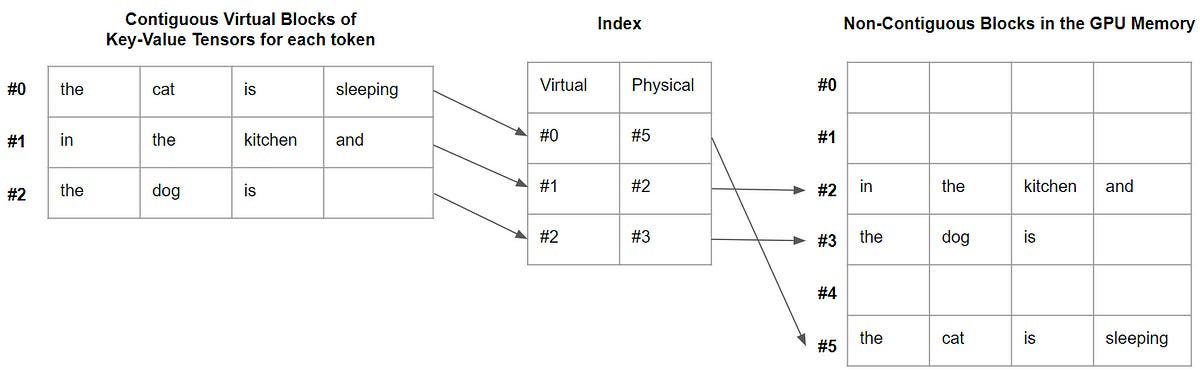 Contiguous Virtual Blocks of
Key-Value Tensors for each token
#0 the cat is sleeping
#1 in the kitchen and
#2 the dog is
Index
Virtual Physical
#0 #5
#1 #2
#2 #3
Non-Contiguous Blocks in the GPU Memory
#0
#1
#2 in the kitchen and
#3 the dog is
#4
#5 the cat is sleeping